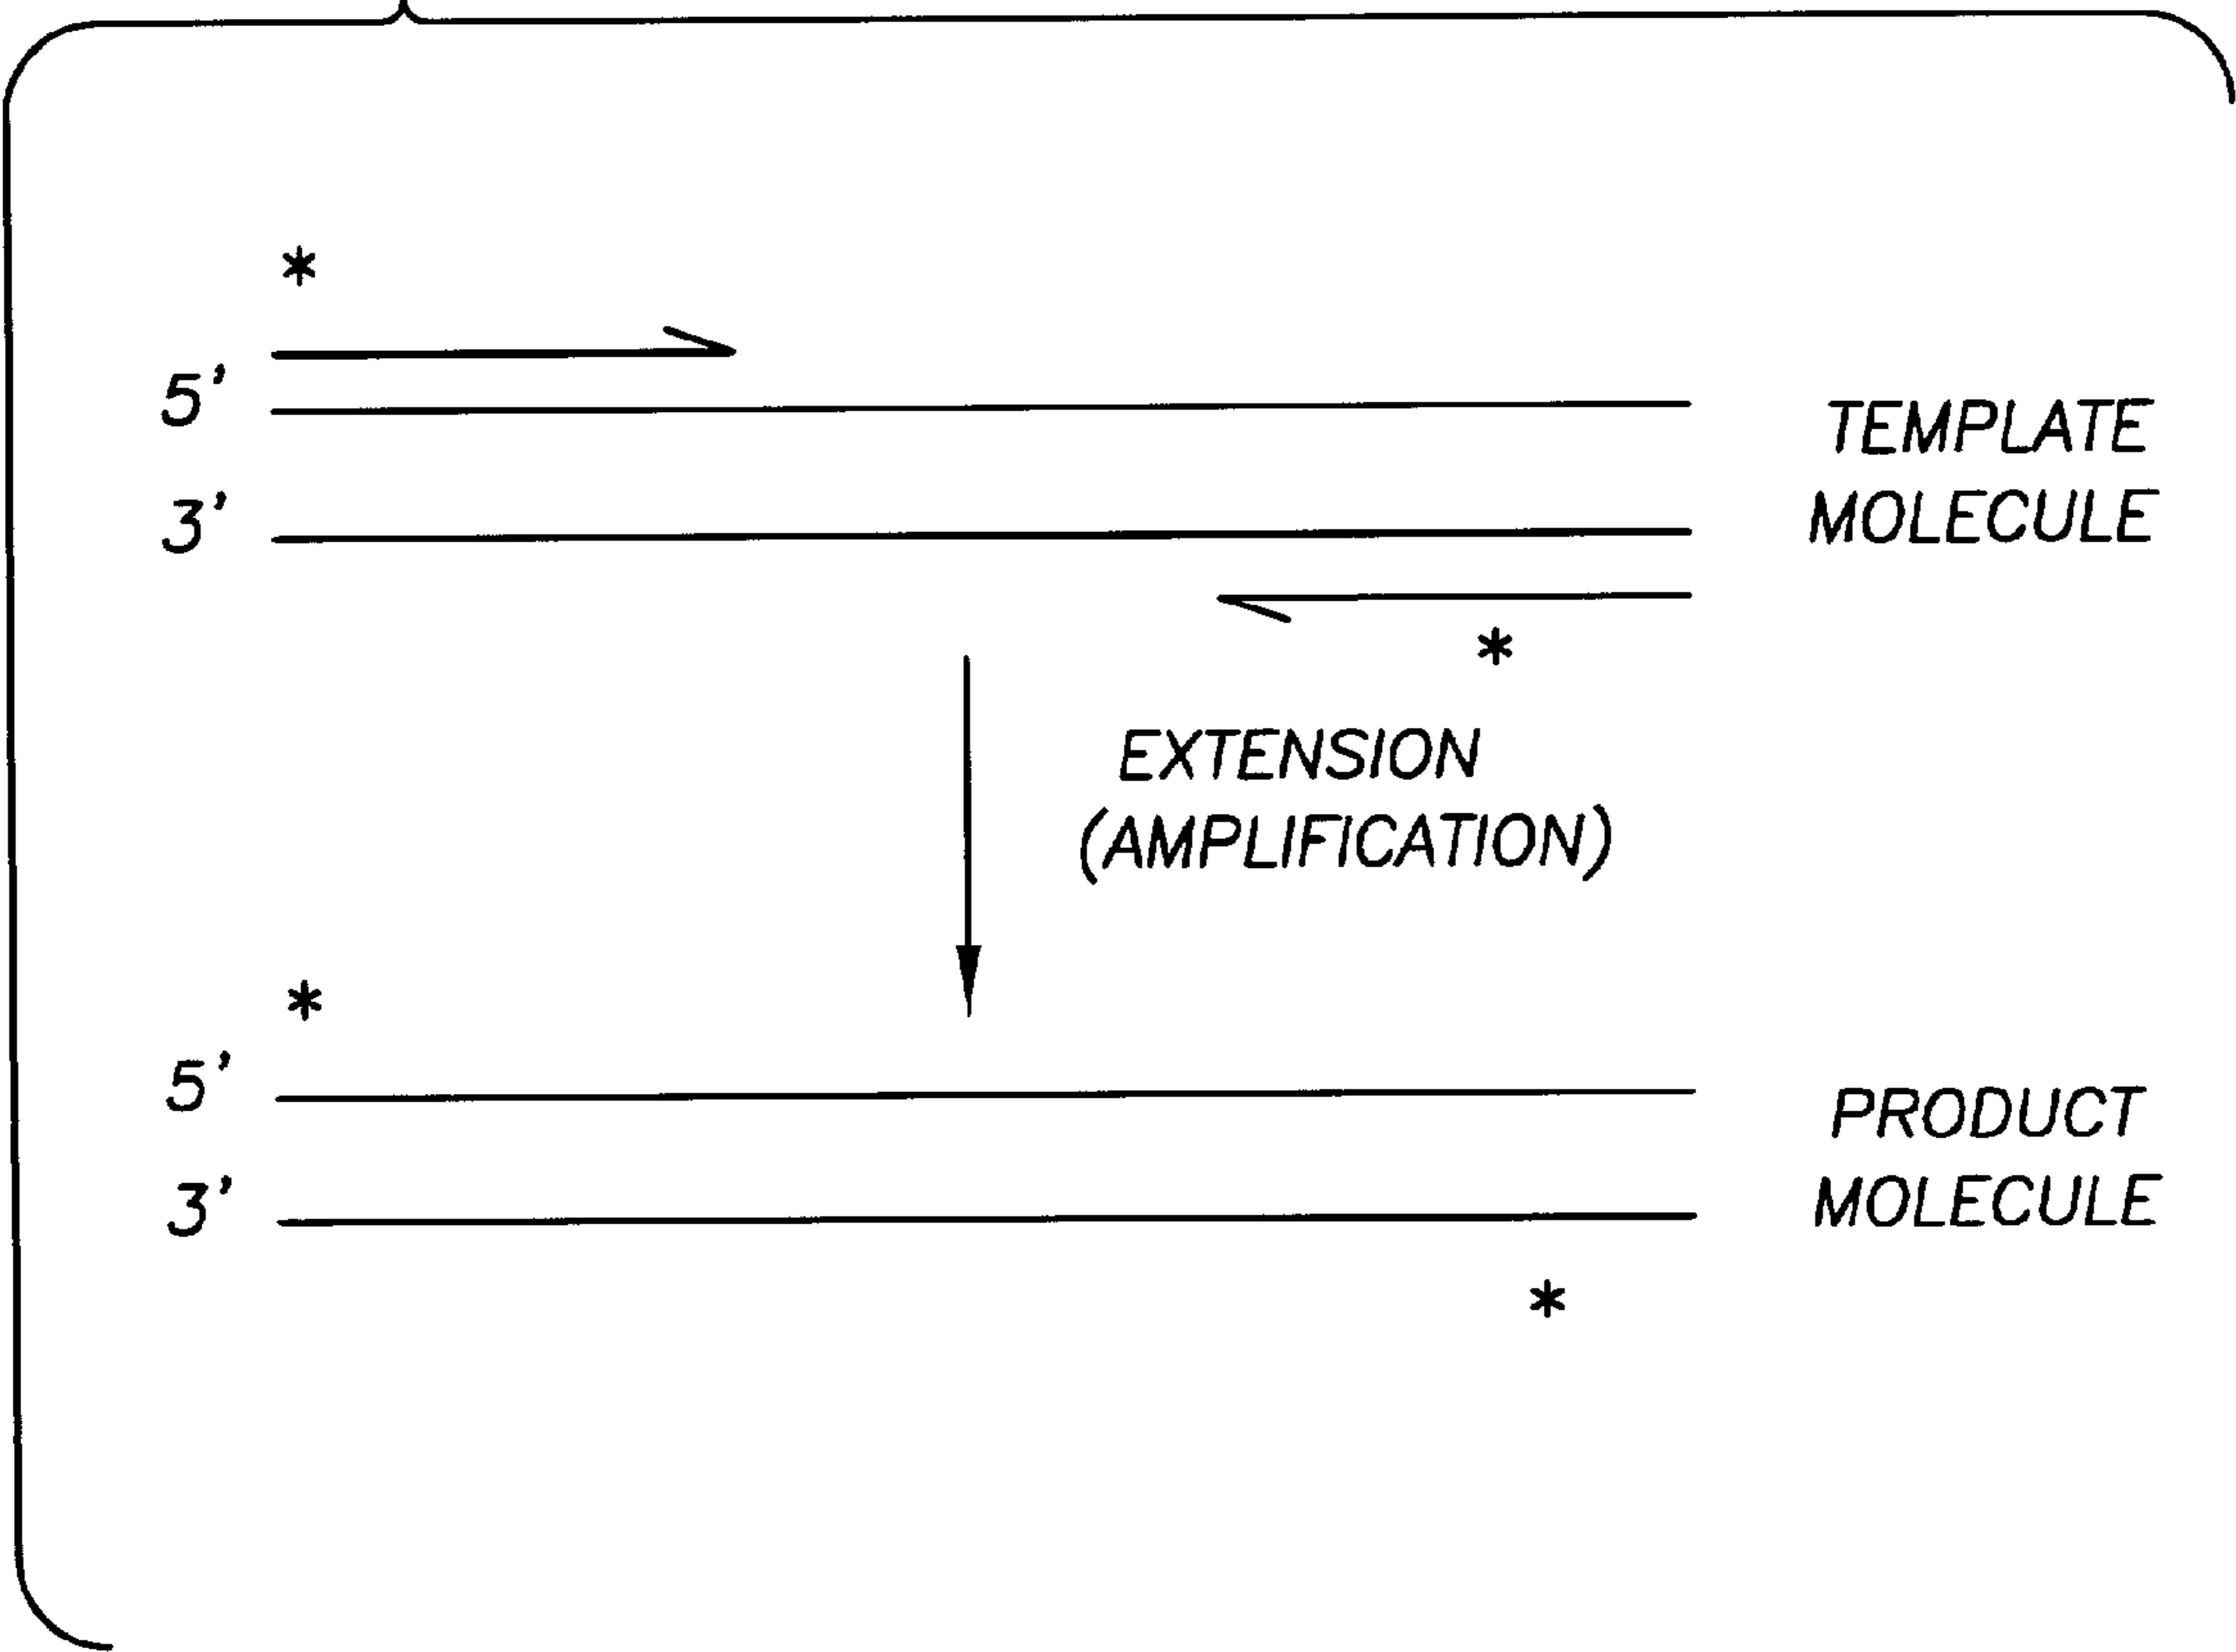 *
5'
TEMPLATE
3'
MOLECULE
*
EXTENSION
(AMPLIFICATION)
*
5'
PRODUCT
3'
MOLECULE
*